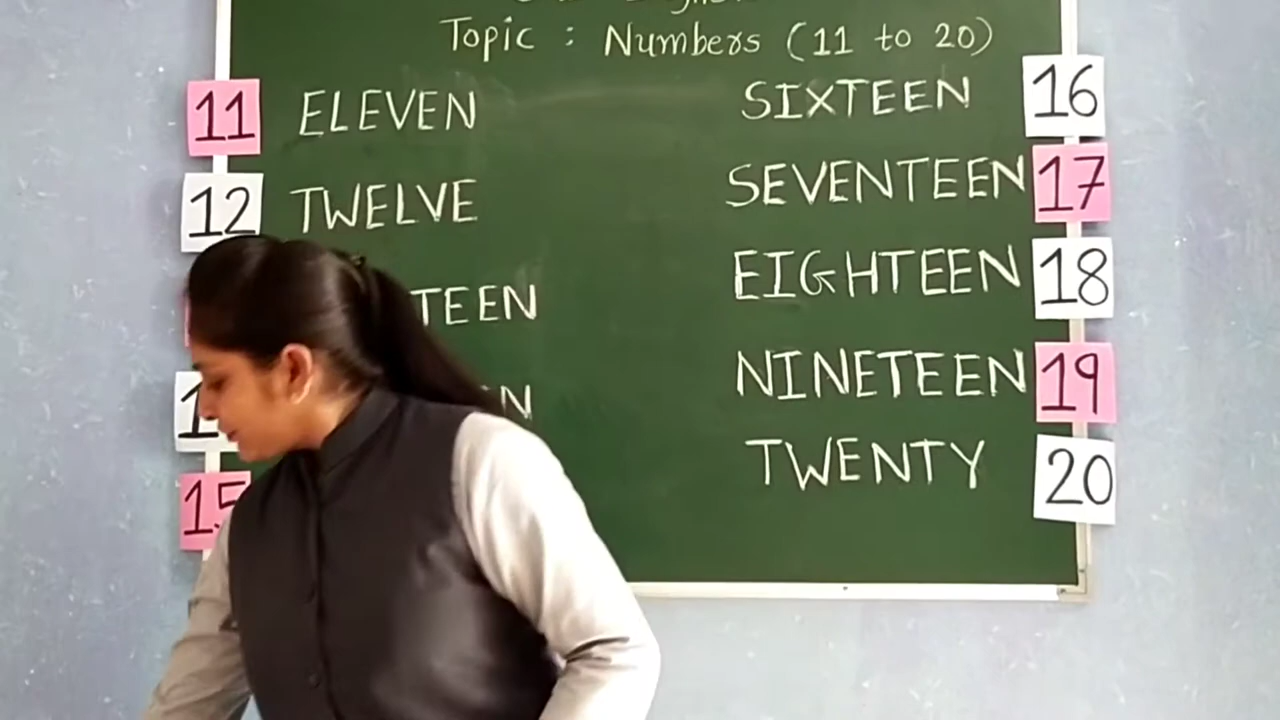 Topic : Numbers (11 to 20)
11 ELEVEN
12 TWELVE
TEEN
N
15
SIXTEEN 16
SEVENTEEN 17
EIGHTEEN 18
NINETEEN 19
TWENTY 20